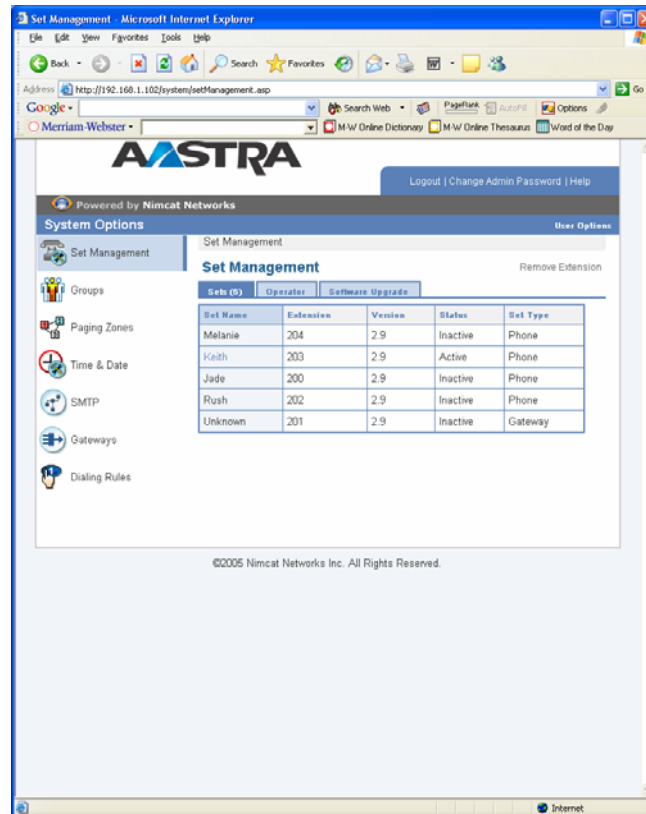 Set Management - Microsoft Internet Explorer
File Edit View Favorites Tools Help
Back Search Favorites
Address http://192.168.1.102/system/setManagement.asp Go
Google Search Web PageRank AutoFill Options
Merriam-Webster M-W Online Dictionary M-W Online Thesaurus Word of the Day
AASTRA
Logout | Change Admin Password | Help
Powered by Nimcat Networks
System Options User Options
Set Management
Groups
Paging Zones
Time & Date
SMTP
Gateways
Dialing Rules
Set Management
Set Management Remove Extension
Sets (5) Operator Software Upgrade
Set Name Extension Version Status Set Type
Melanie 204 2.9 Inactive Phone
Keith 203 2.9 Active Phone
Jade 200 2.9 Inactive Phone
Rush 202 2.9 Inactive Phone
Unknown 201 2.9 Inactive Gateway
©2005 Nimcat Networks Inc. All Rights Reserved.
Internet